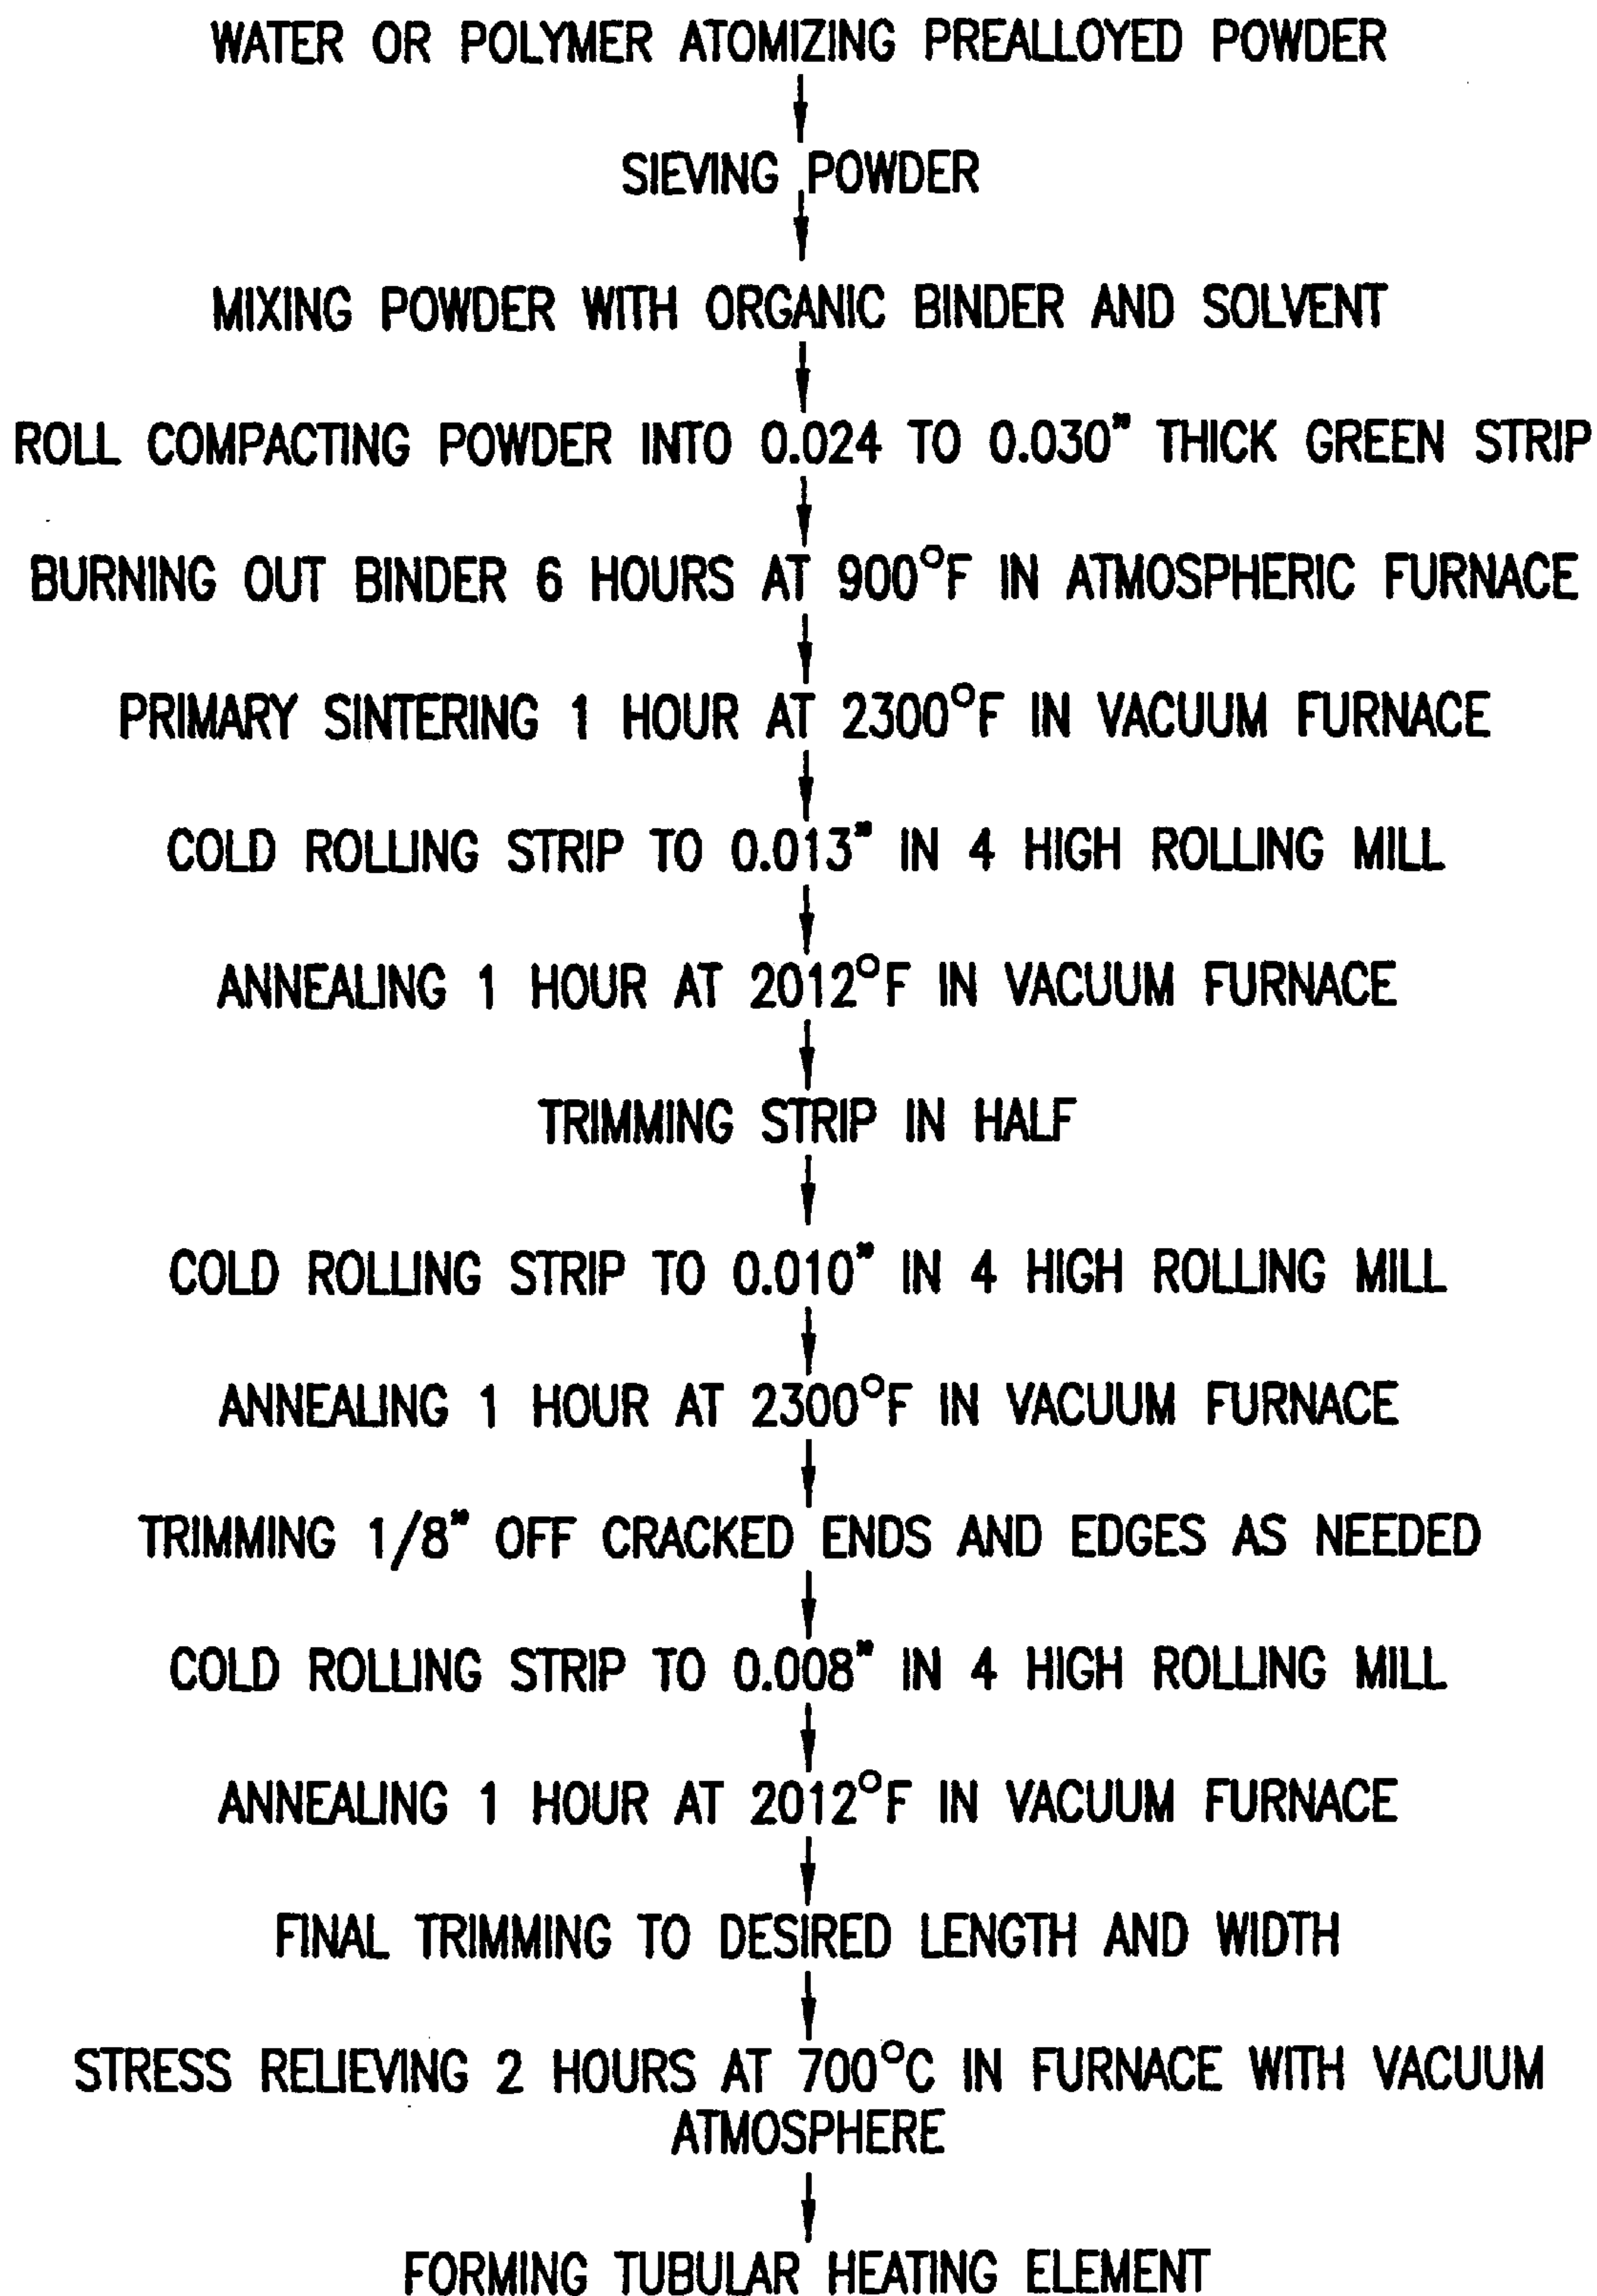 WATER OR POLYMER ATOMIZING PREALLOYED POWDER
SIEVING POWDER
MIXING POWDER WITH ORGANIC BINDER AND SOLVENT
ROLL COMPACTING POWDER INTO 0.024 TO 0.030" THICK GREEN STRIP
BURNING OUT BINDER 6 HOURS AT 900°F IN ATMOSPHERIC FURNACE
PRIMARY SINTERING 1 HOUR AT 2300°F IN VACUUM FURNACE
COLD ROLLING STRIP TO 0.013" IN 4 HIGH ROLLING MILL
ANNEALING 1 HOUR AT 2012°F IN VACUUM FURNACE
TRIMMING STRIP IN HALF
COLD ROLLING STRIP TO 0.010" IN 4 HIGH ROLLING MILL
ANNEALING 1 HOUR AT 2300°F IN VACUUM FURNACE
TRIMMING 1/8" OFF CRACKED ENDS AND EDGES AS NEEDED
COLD ROLLING STRIP TO 0.008" IN 4 HIGH ROLLING MILL
ANNEALING 1 HOUR AT 2012°F IN VACUUM FURNACE
FINAL TRIMMING TO DESIRED LENGTH AND WIDTH
STRESS RELIEVING 2 HOURS AT 700°C IN FURNACE WITH VACUUM
ATMOSPHERE
FORMING TUBULAR HEATING ELEMENT